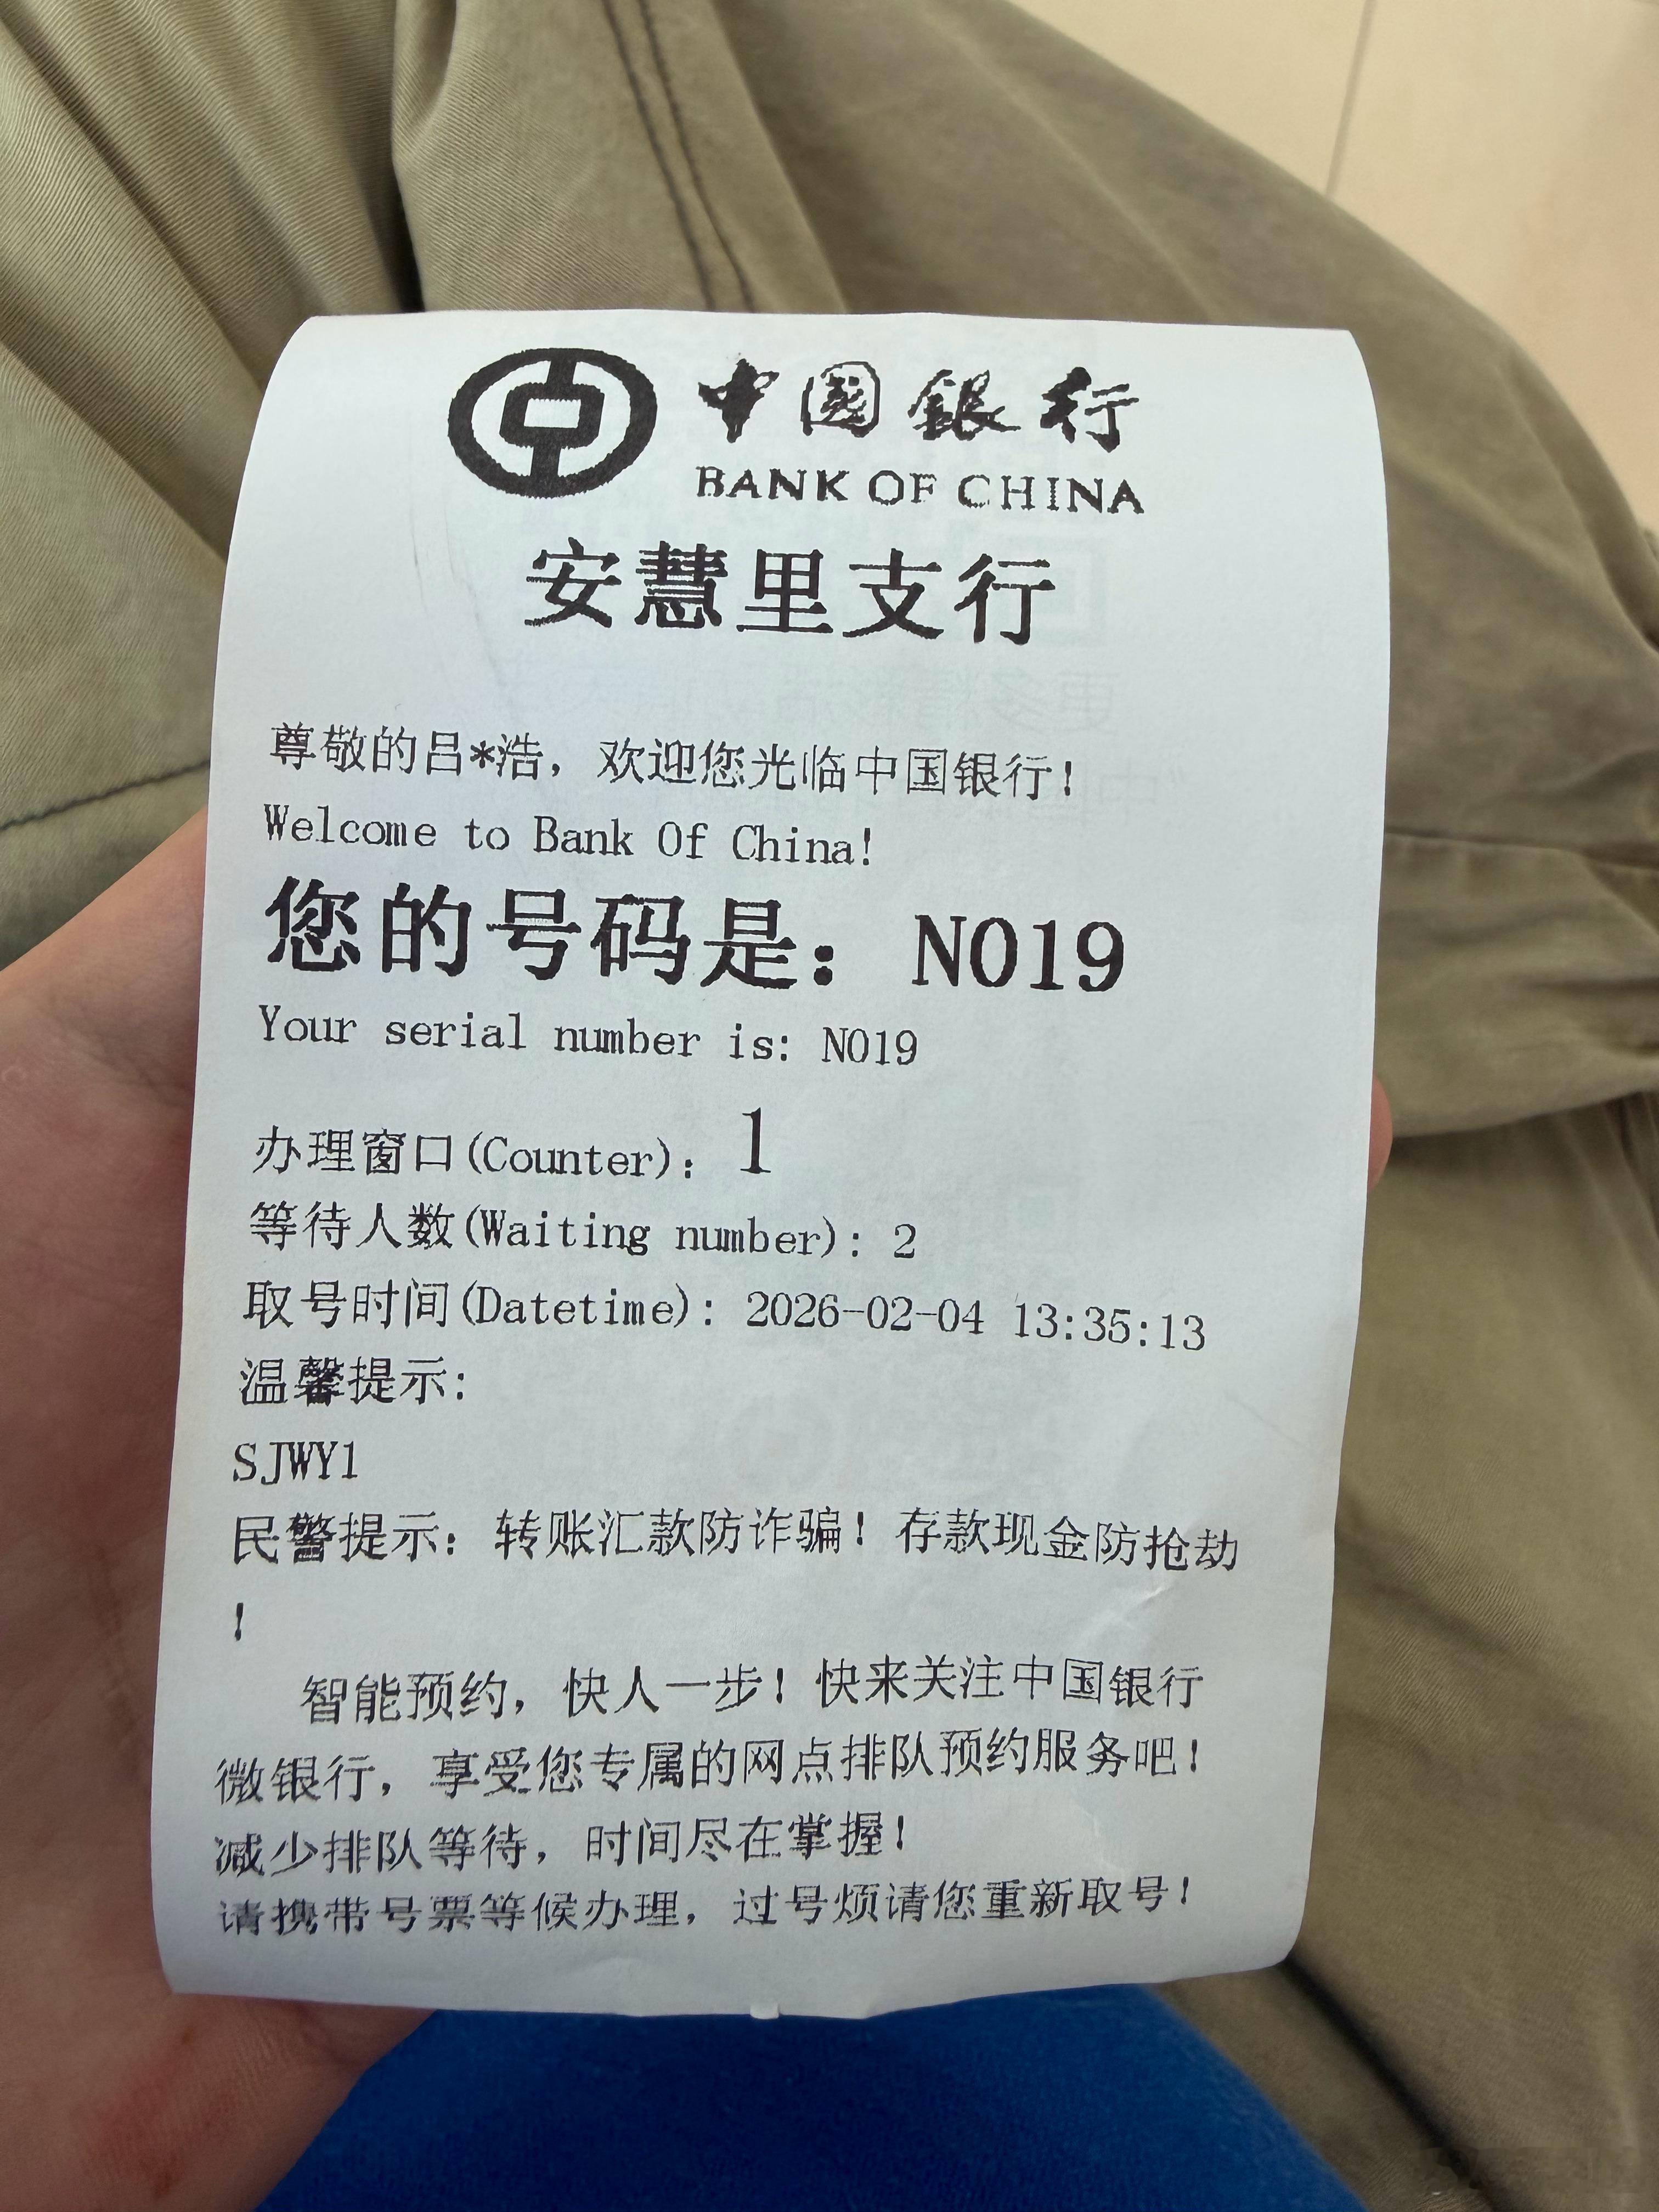 中国银行
BANK OF CHINA
安慧里支行
尊敬的吕*浩，欢迎您光临中国银行！
Welcome to Bank Of China!
您的号码是：N019
Your serial number is: N019
办理窗口(Counter)：1
等待人数(Waiting number)：2
取号时间(Datetime)：2026-02-04 13:35:13
温馨提示:
SJWY1
民警提示：转账汇款防诈骗！存款现金防抢劫
！
智能预约，快人一步！快来关注中国银行
微银行，享受您专属的网点排队预约服务吧！
减少排队等待，时间尽在掌握！
请携带号票等候办理，过号烦请您重新取号！